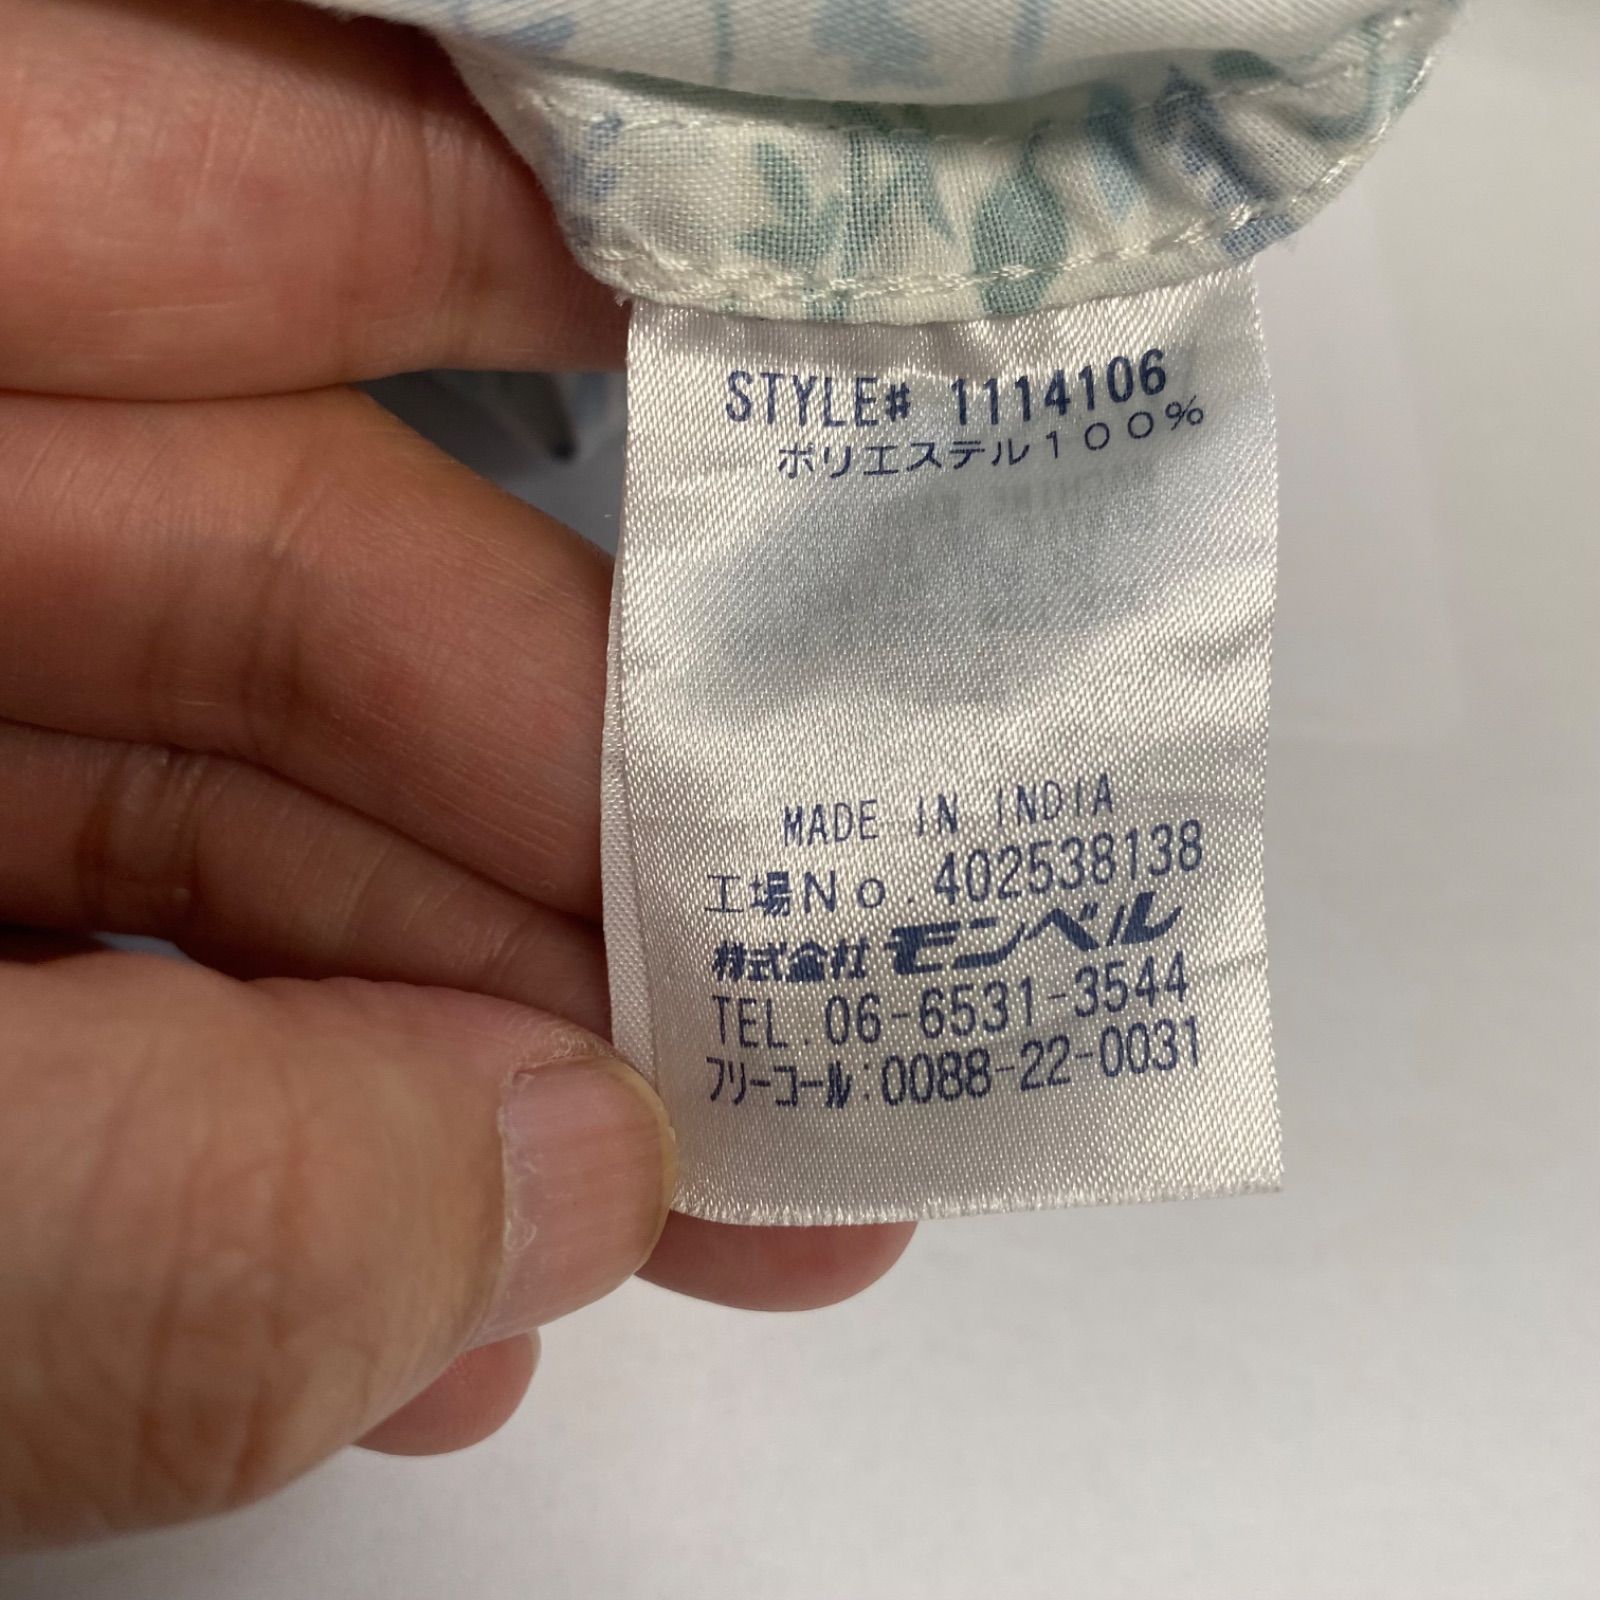 STYLE# 1114106
ポリエステル100%
MADE IN INDIA
工場No.402538138
株式会社モンベル
TEL.06-6531-3544
フリーコール:0088-22-0031